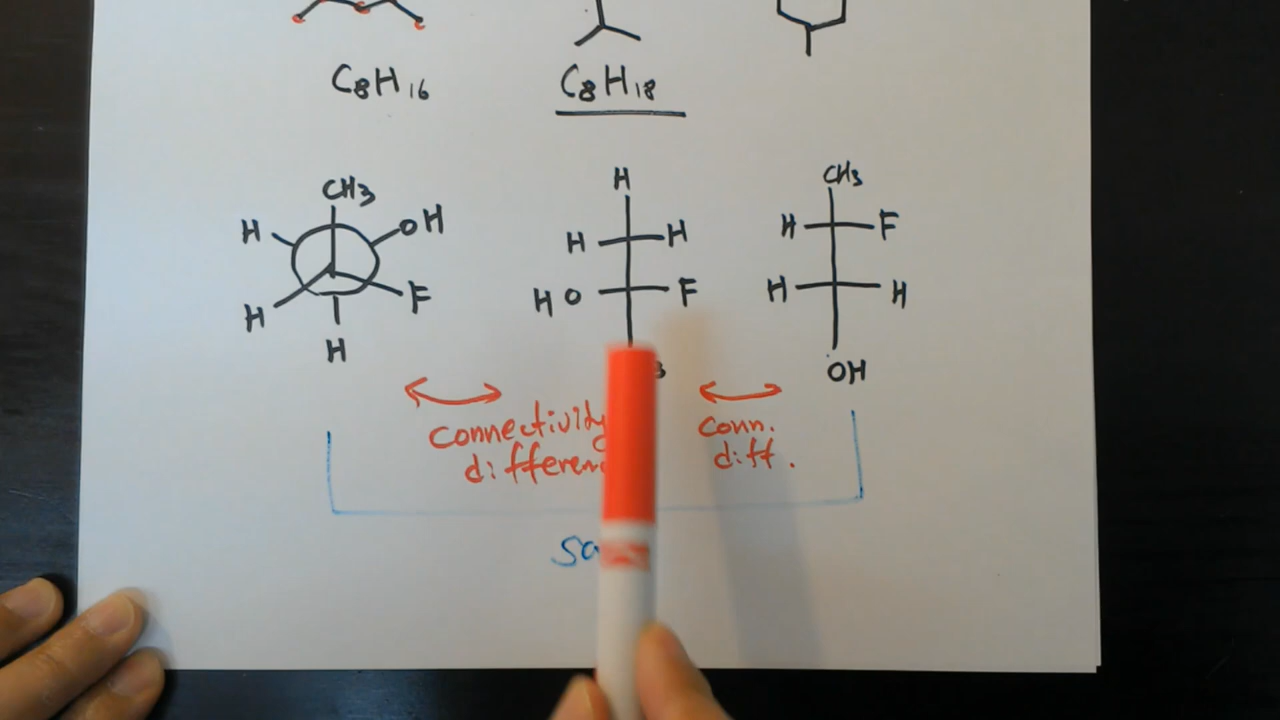 C8H16 C8H18
CH3 H OH H F H
H H H HO F
CH3 H F H H OH
connectivity
conn.
diff.